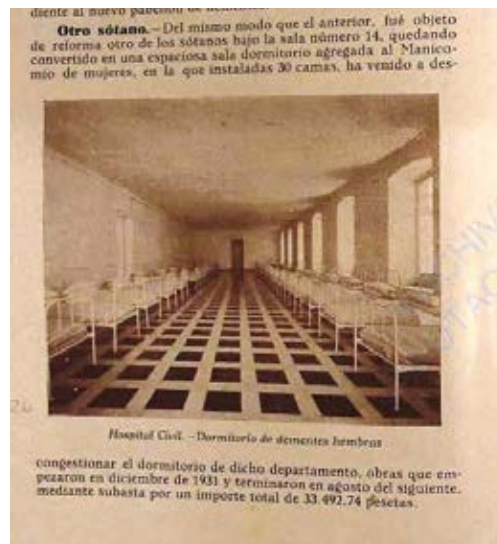 diente al nuevo pabellón de
Otro sótano.—Del mismo modo que el anterior, fué objeto
de reforma otro de los sótanos bajo la sala número 14, quedando
convertido en una espaciosa sala dormitorio agregada al Manico-
mio de mujeres, en la que instaladas 30 camas, ha venido a des-
26
Hospital Civil. - Dormitorio de dementes hembras
congestionar el dormitorio de dicho departamento, obras que em-
pezaron en diciembre de 1931 y terminaron en agosto del siguiente,
mediante subasta por un importe total de 33.492,74 pesetas.